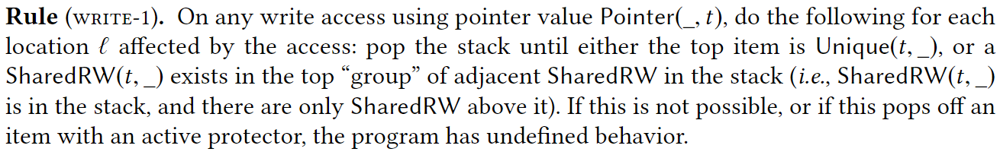 Rule (WRITE-1). On any write access using pointer value Pointer(_, t), do the following for each
location ℓ affected by the access: pop the stack until either the top item is Unique(t, _), or a
SharedRW(t, _) exists in the top “group” of adjacent SharedRW in the stack (i.e., SharedRW(t, _)
is in the stack, and there are only SharedRW above it). If this is not possible, or if this pops off an
item with an active protector, the program has undefined behavior.